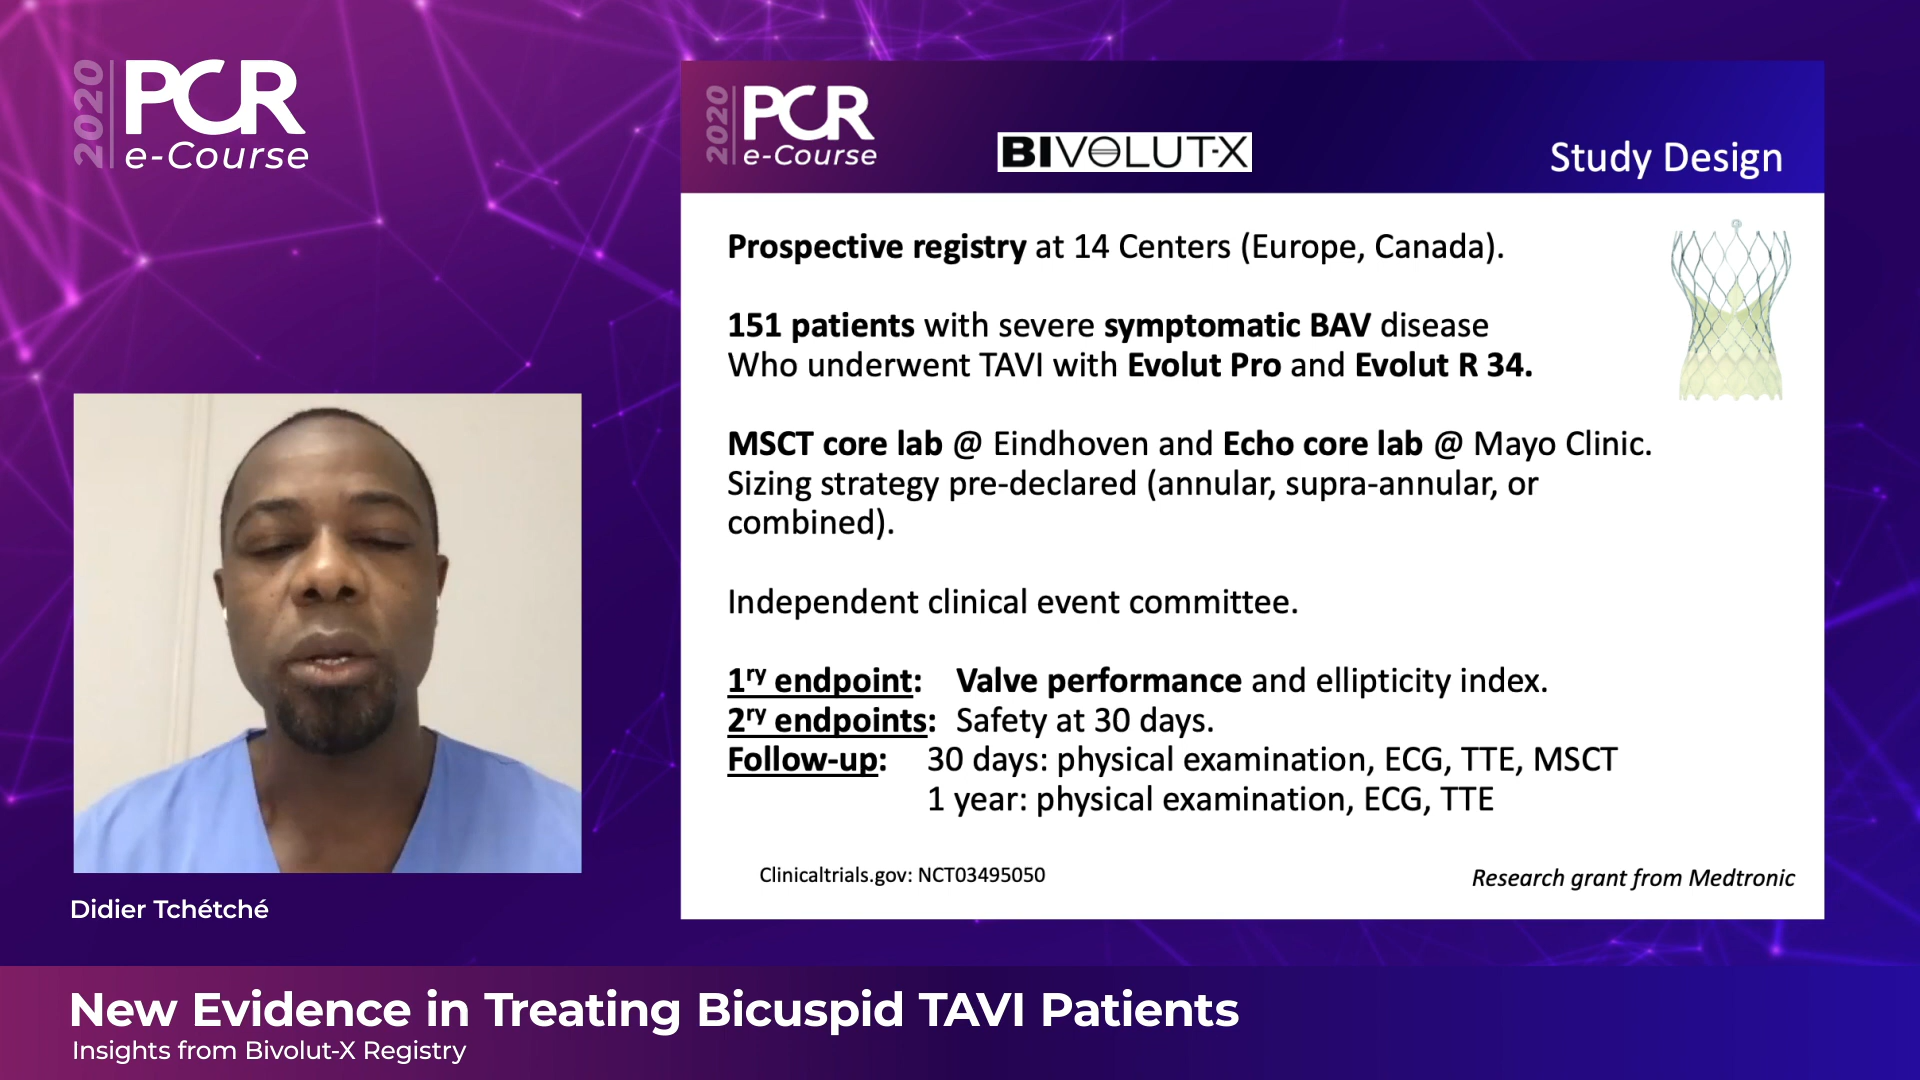 2020
PCR
e-Course
2020
PCR
e-Course
BIVOLUT-X
Study Design
Prospective registry at 14 Centers (Europe, Canada).
151 patients with severe symptomatic BAV disease
Who underwent TAVI with Evolut Pro and Evolut R 34.
MSCT core lab @ Eindhoven and Echo core lab @ Mayo Clinic.
Sizing strategy pre-declared (annular, supra-annular, or
combined).
Independent clinical event committee.
1ry endpoint: Valve performance and ellipticity index.
2ry endpoints: Safety at 30 days.
Follow-up: 30 days: physical examination, ECG, TTE, MSCT
1 year: physical examination, ECG, TTE
Clinicaltrials.gov: NCT03495050
Research grant from Medtronic
Didier Tchétché
New Evidence in Treating Bicuspid TAVI Patients
Insights from Bivolut-X Registry